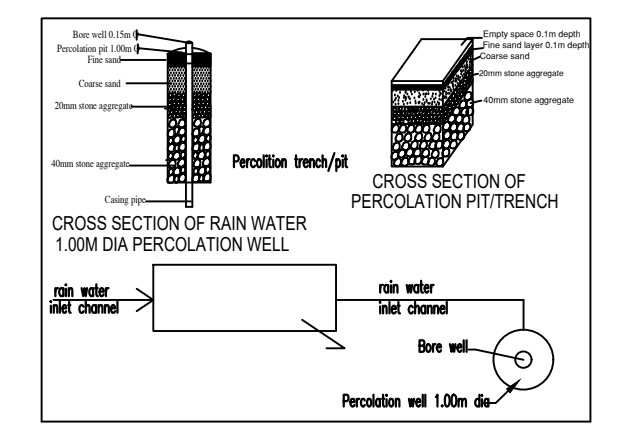 Bore well 0.15m
Percolation pit 1.00m
Fine sand
Coarse sand
20mm stone aggregate
40mm stone aggregate
Casing pipe
CROSS SECTION OF RAIN WATER
1.00M DIA PERCOLATION WELL
Percolition trench/pit
Empty space 0.1m depth
Fine sand layer 0.1m depth
Coarse sand
20mm stone aggregate
40mm stone aggregate
CROSS SECTION OF
PERCOLATION PIT/TRENCH
rain water
inlet channel
rain water
inlet channel
Bore well
Percolation well 1.00m dia